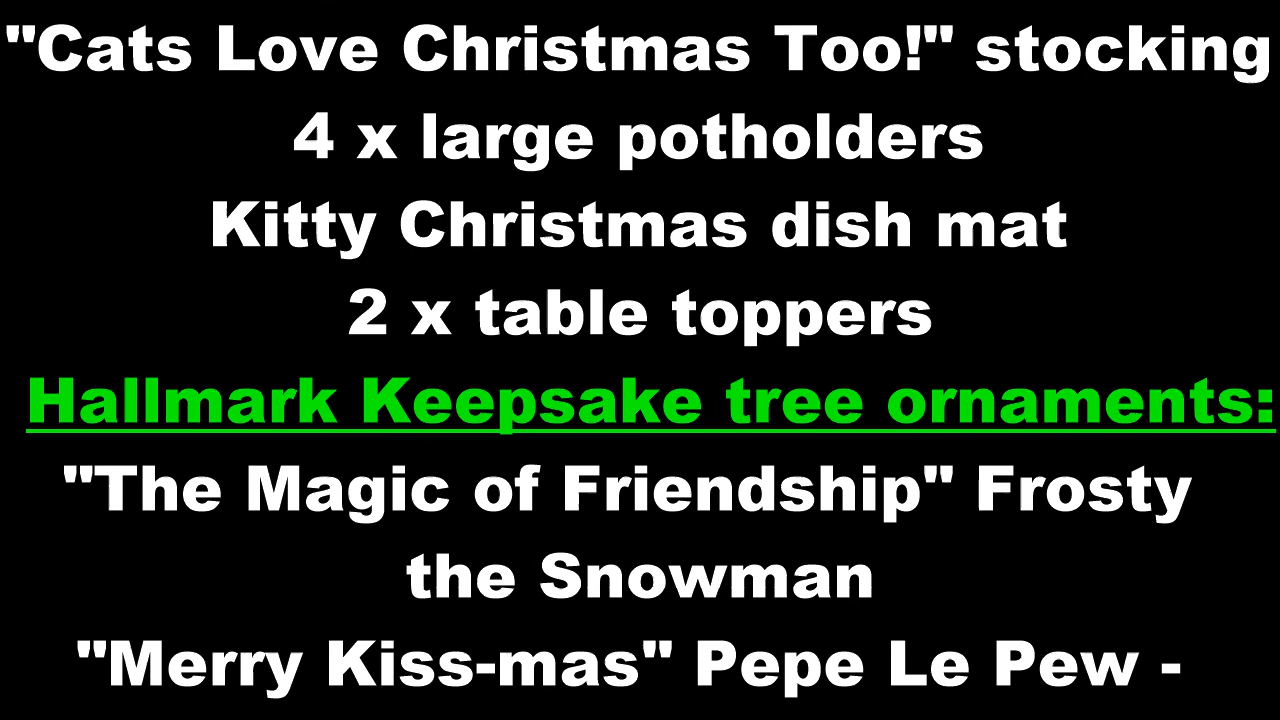 "Cats Love Christmas Too!" stocking
4 x large potholders
Kitty Christmas dish mat
2 x table toppers
Hallmark Keepsake tree ornaments:
"The Magic of Friendship" Frosty
the Snowman
"Merry Kiss-mas" Pepe Le Pew -